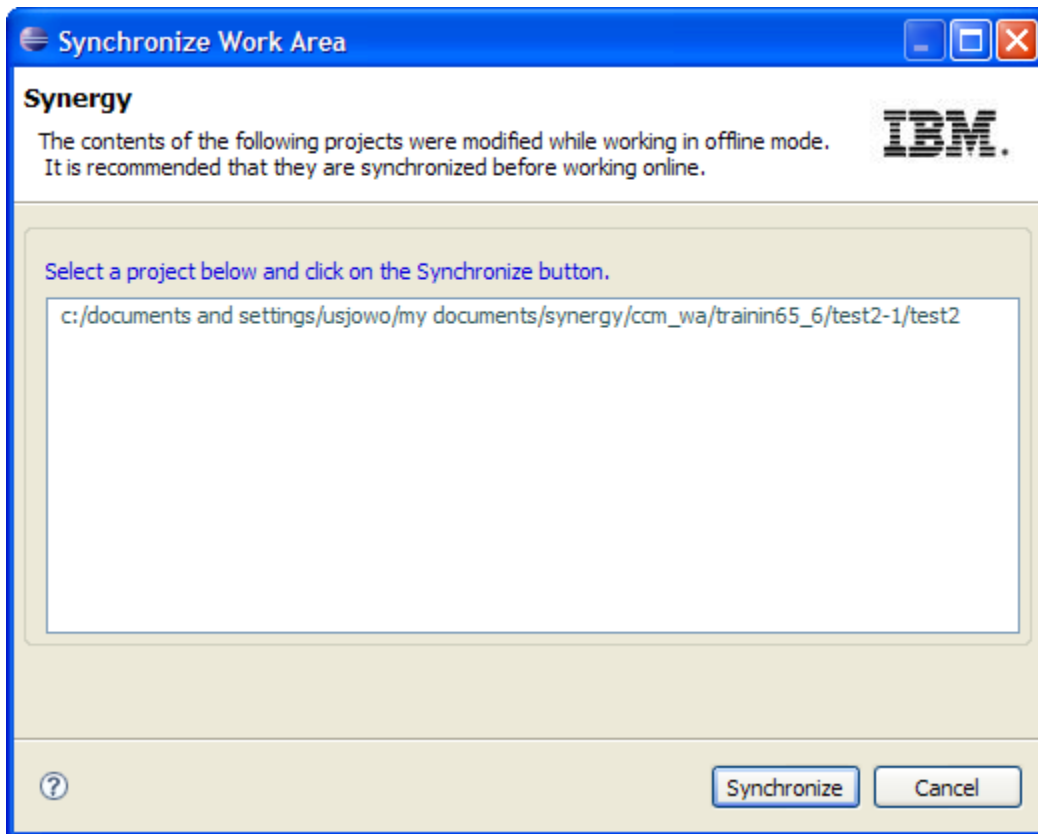 Synchronize Work Area
Synergy
The contents of the following projects were modified while working in offline mode.
It is recommended that they are synchronized before working online.
IBM.
Select a project below and click on the Synchronize button.
c:/documents and settings/usjowo/my documents/synergy/ccm_wa/trainin65_6/test2-1/test2
?
Synchronize
Cancel